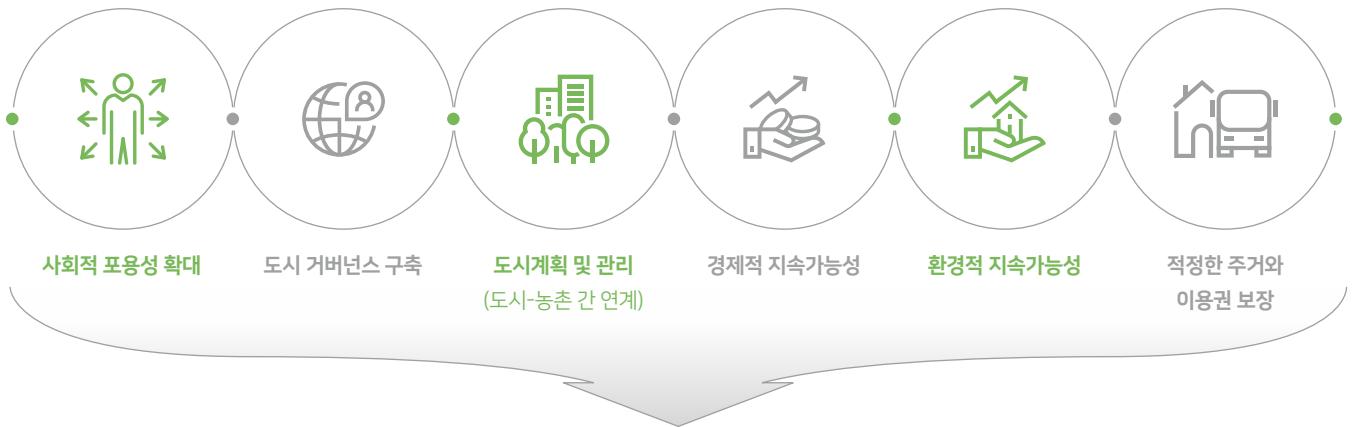 사회적 포용성 확대
도시 거버넌스 구축
도시계획 및 관리
(도시-농촌 간 연계)
경제적 지속가능성
환경적 지속가능성
적정한 주거와
이용권 보장